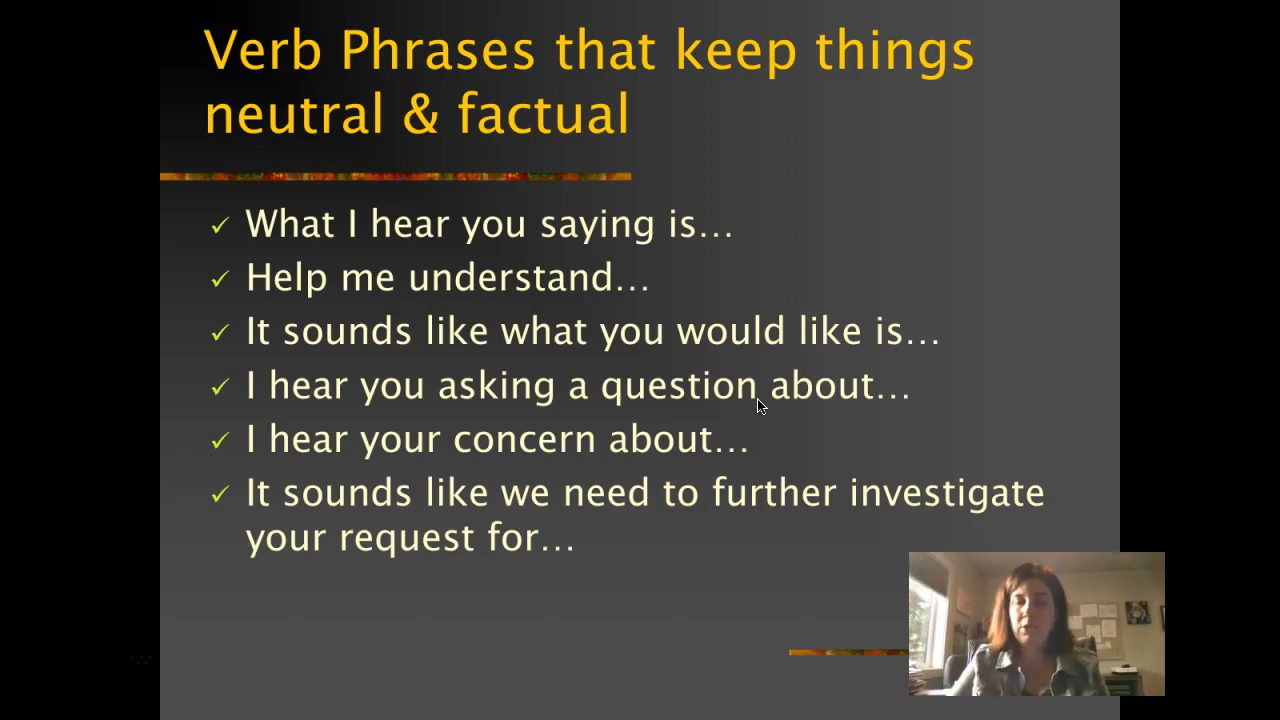 Verb Phrases that keep things
neutral & factual
What I hear you saying is…
Help me understand…
It sounds like what you would like is…
I hear you asking a question about…
I hear your concern about…
It sounds like we need to further investigate
your request for…